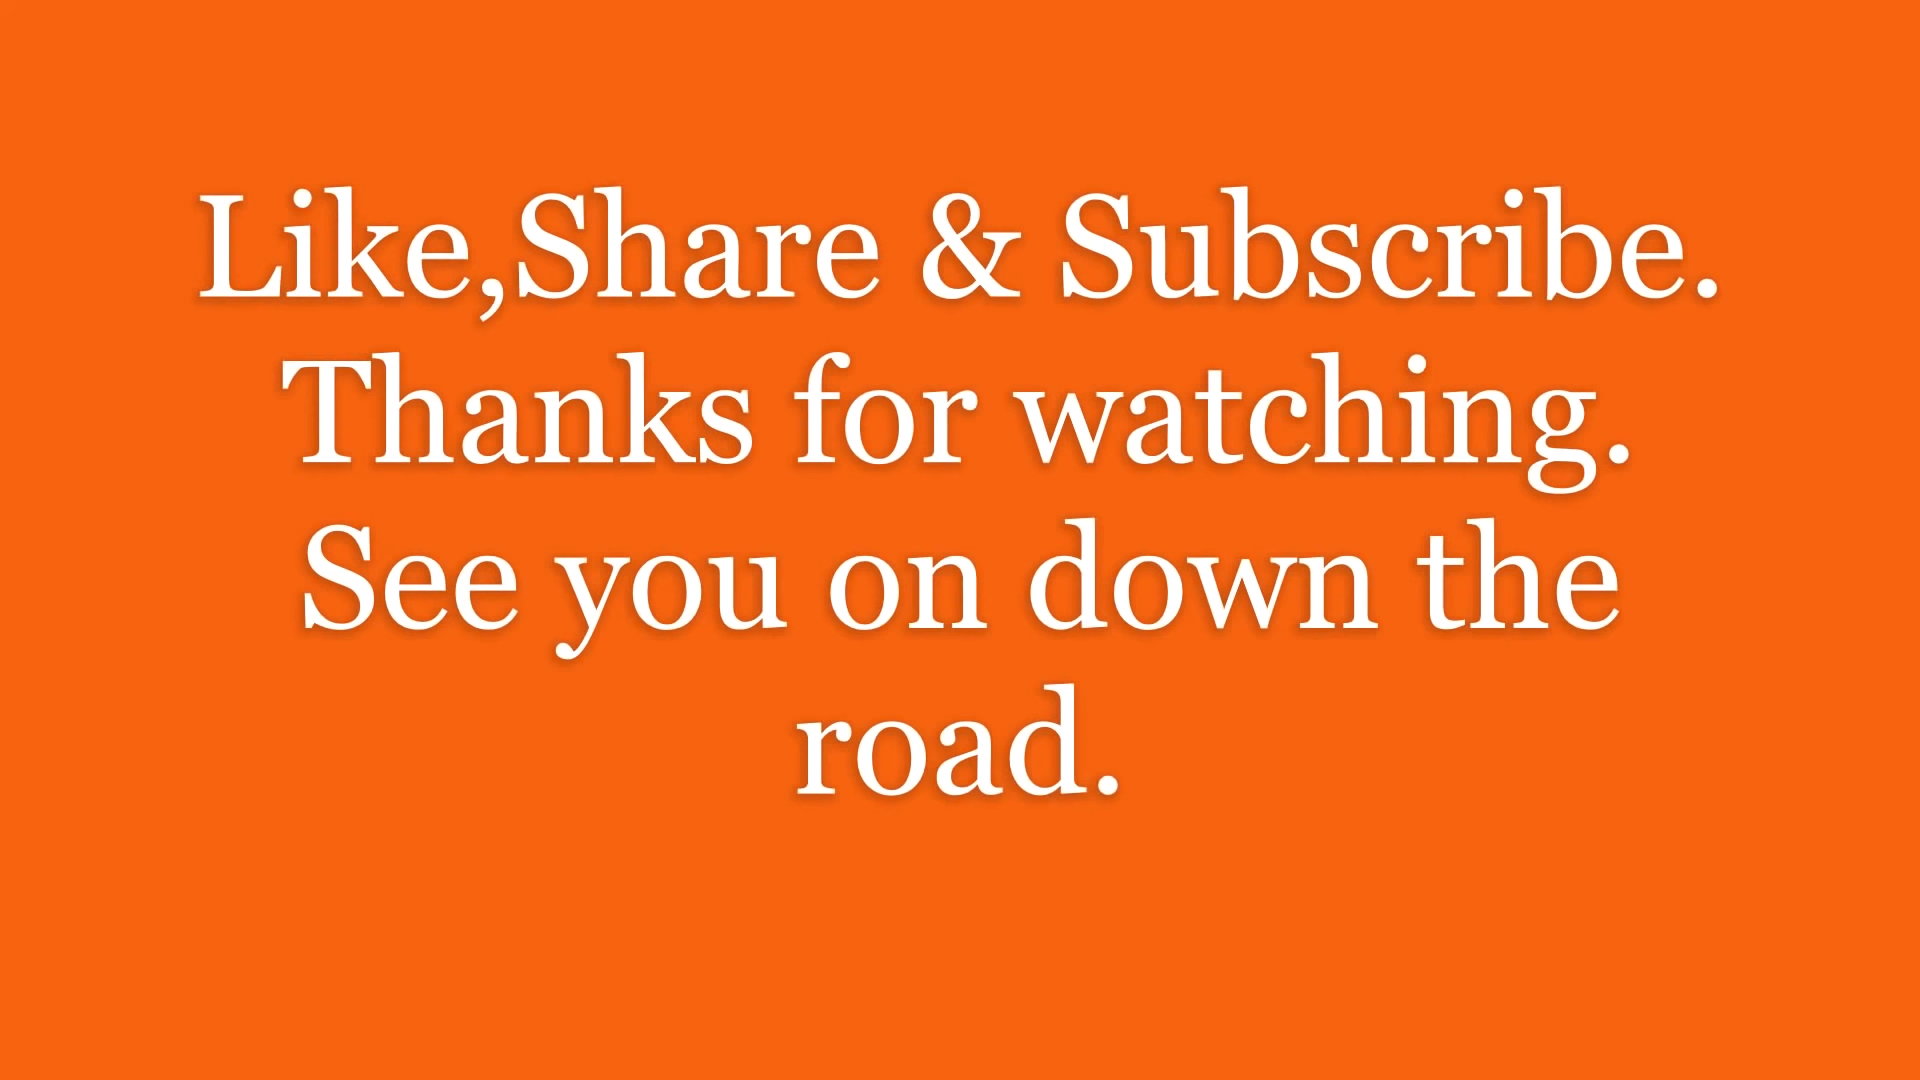 Like,Share & Subscribe.
Thanks for watching.
See you on down the
road.